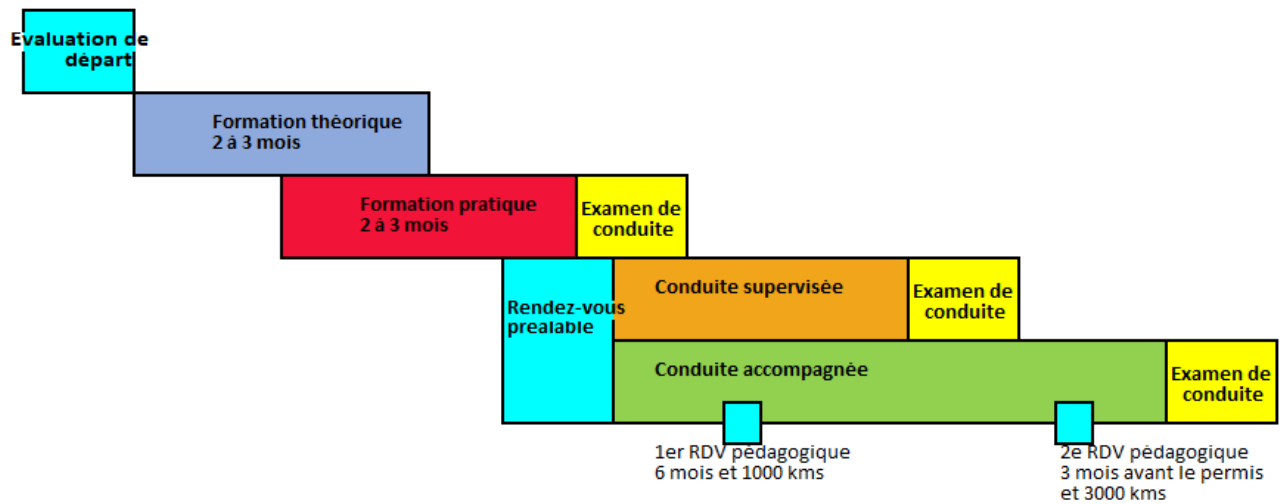 Evaluation de
départ
Formation théorique
2 à 3 mois
Formation pratique
2 à 3 mois
Examen de
conduite
Rendez-vous
préalable
Conduite supervisée
Examen de
conduite
Conduite accompagnée
Examen de
conduite
1er RDV pédagogique
6 mois et 1000 kms
2e RDV pédagogique
3 mois avant le permis
et 3000 kms